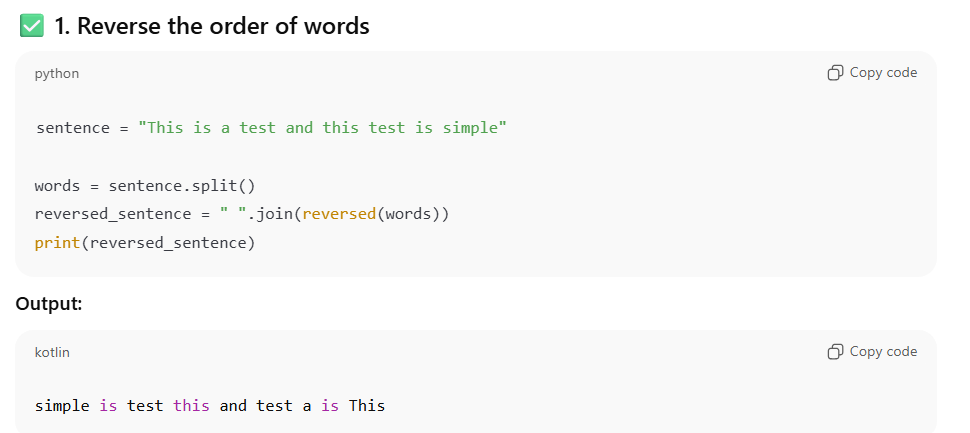 ✅ 1. Reverse the order of words
python
Copy code
sentence = "This is a test and this test is simple"
words = sentence.split()
reversed_sentence = " ".join(reversed(words))
print(reversed_sentence)
Output:
kotlin
Copy code
simple is test this and test a is This